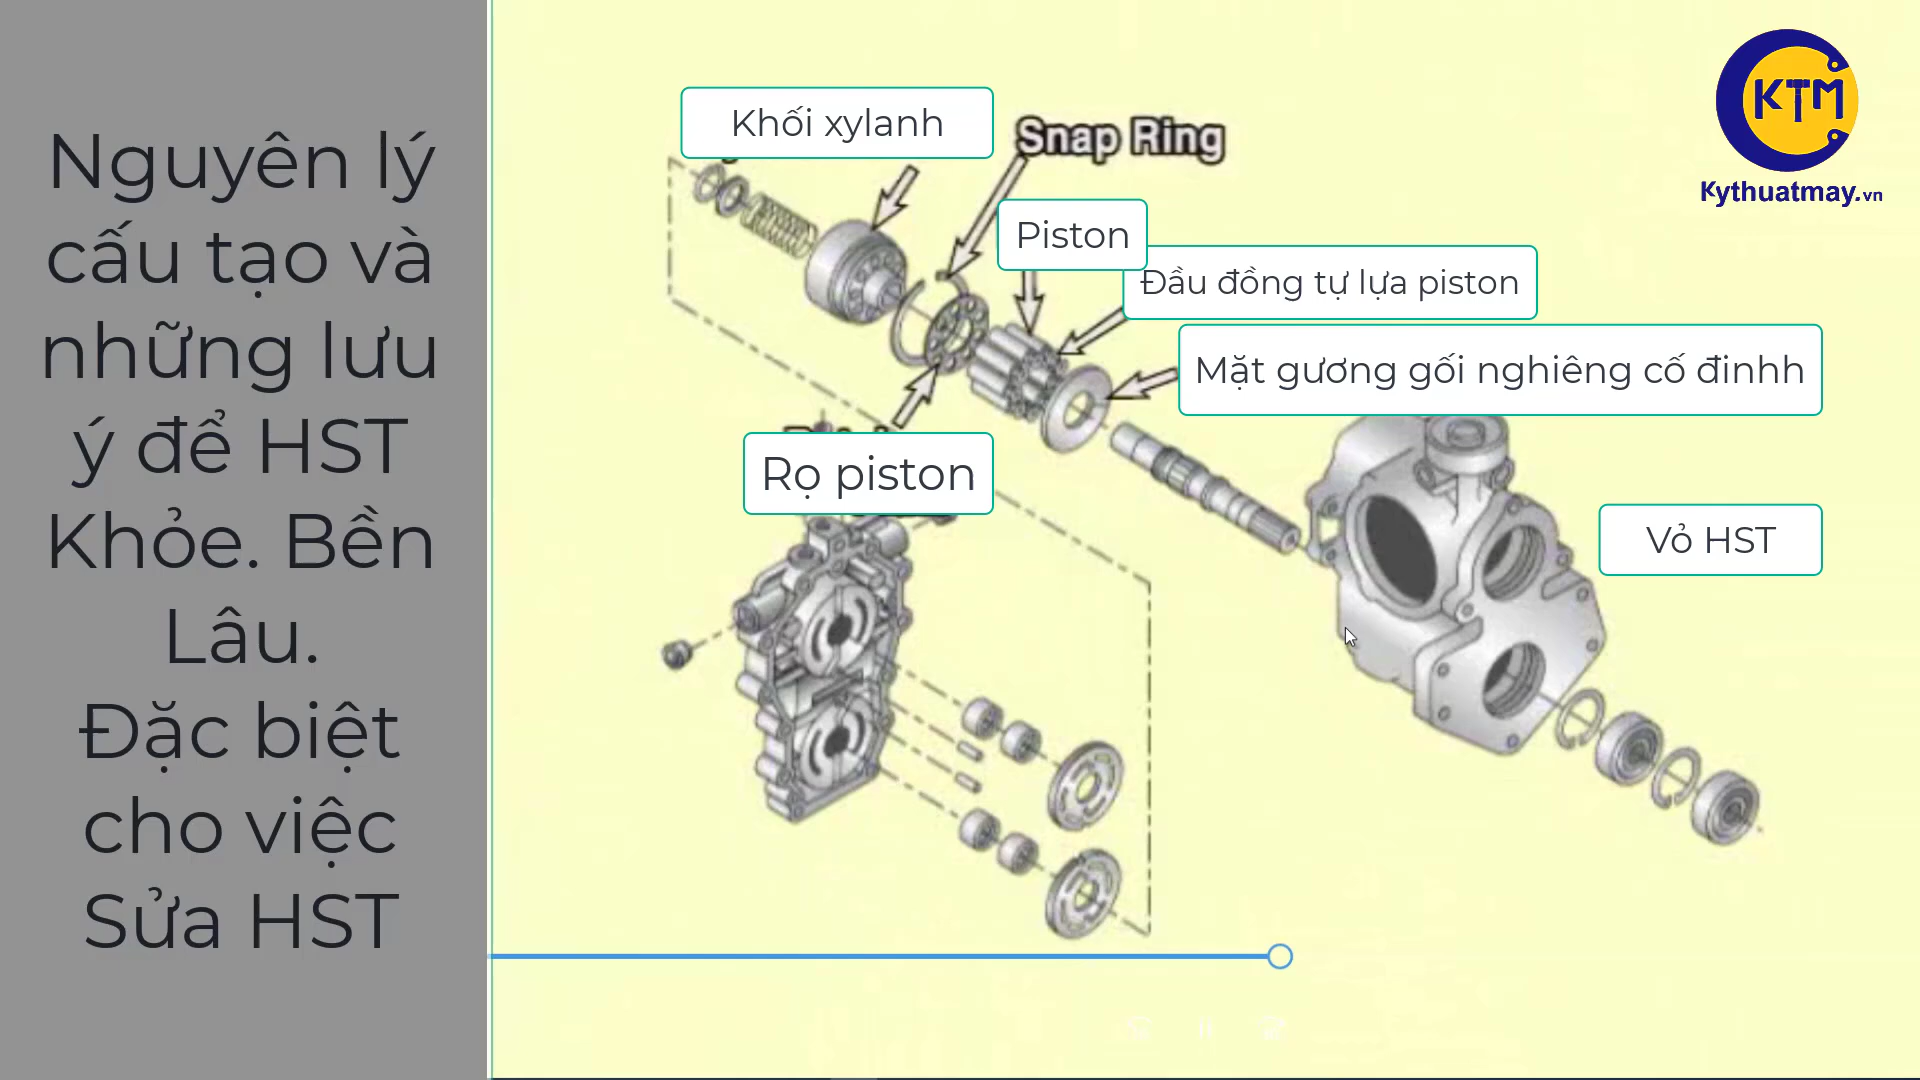 Nguyên lý
cấu tạo và
những lưu
ý để HST
Khỏe. Bền
Lâu.
Đặc biệt
cho việc
Sửa HST
Khối xylanh
Snap Ring
Piston
Đầu đồng tự lựa piston
Mặt gương gối nghiêng cố đinhh
Rọ piston
Vỏ HST
KTM
Kythuatmay.vn